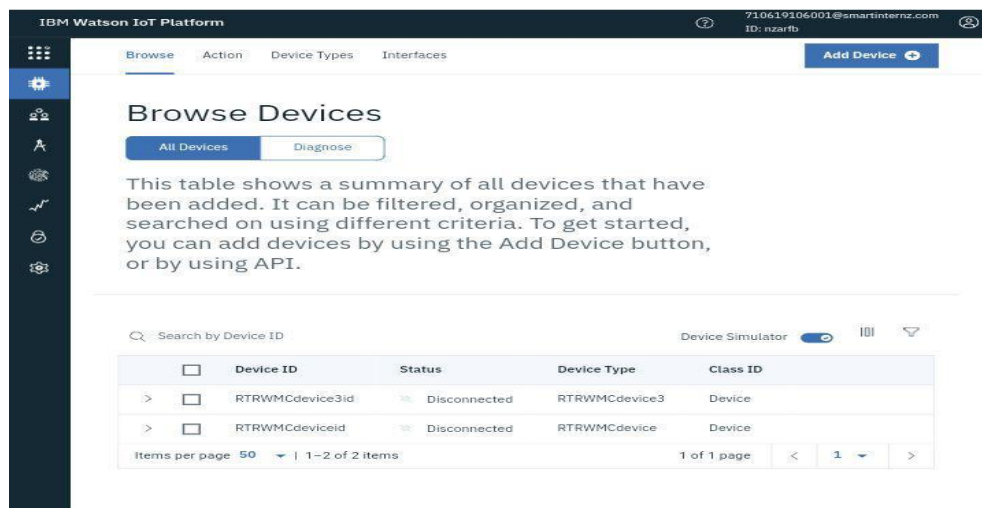 IBM Watson IoT Platform
710619106001@smartinternz.com
ID: nzarfb
Browse Action Device Types Interfaces
Add Device
Browse Devices
All Devices Diagnose
This table shows a summary of all devices that have
been added. It can be filtered, organized, and
searched on using different criteria. To get started,
you can add devices by using the Add Device button,
or by using API.
Search by Device ID
Device Simulator
Device ID Status Device Type Class ID
RTRWMCdevice3id Disconnected RTRWMCdevice3 Device
RTRWMCdeviceid Disconnected RTRWMCdevice Device
Items per page 50 | 1–2 of 2 items 1 of 1 page < 1 >